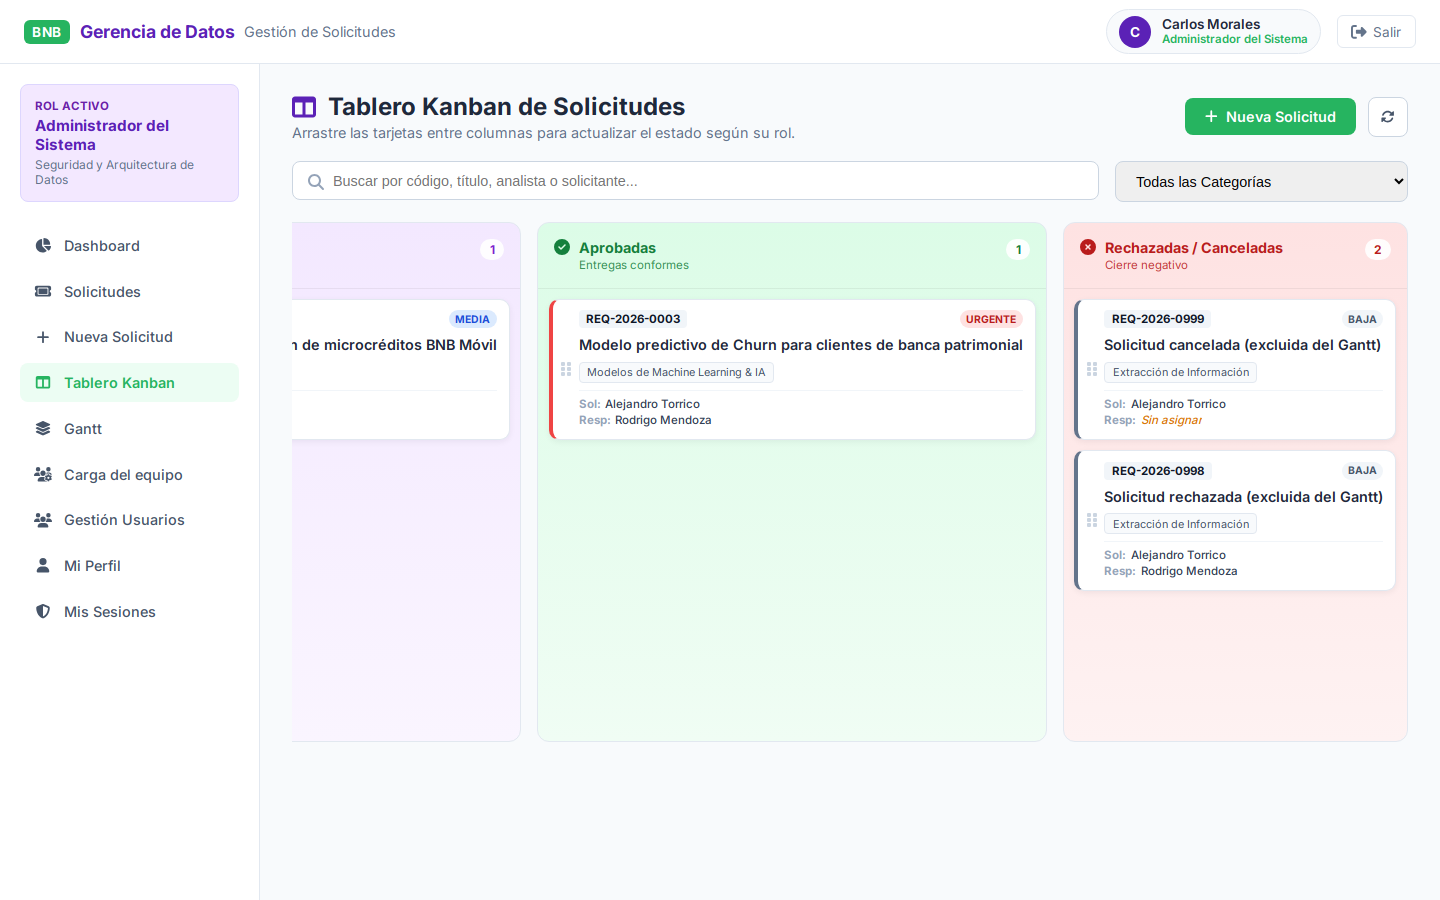 BNB Gerencia de Datos Gestión de Solicitudes
C
Carlos Morales
Administrador del Sistema
Salir
ROL ACTIVO
Administrador del
Sistema
Seguridad y Arquitectura de
Datos
Dashboard
Solicitudes
Nueva Solicitud
Tablero Kanban
Gantt
Carga del equipo
Gestión Usuarios
Mi Perfil
Mis Sesiones
Tablero Kanban de Solicitudes
Arrastre las tarjetas entre columnas para actualizar el estado según su rol.
Nueva Solicitud
Buscar por código, título, analista o solicitante...
Todas las Categorías
1
MEDIA
n de microcréditos BNB Móvil
Aprobadas
Entregas conformes
1
REQ-2026-0003
URGENTE
Modelo predictivo de Churn para clientes de banca patrimonial
Modelos de Machine Learning & IA
Sol: Alejandro Torrico
Resp: Rodrigo Mendoza
Rechazadas / Canceladas
Cierre negativo
2
REQ-2026-0999
BAJA
Solicitud cancelada (excluida del Gantt)
Extracción de Información
Sol: Alejandro Torrico
Resp: Sin asignar
REQ-2026-0998
BAJA
Solicitud rechazada (excluida del Gantt)
Extracción de Información
Sol: Alejandro Torrico
Resp: Rodrigo Mendoza